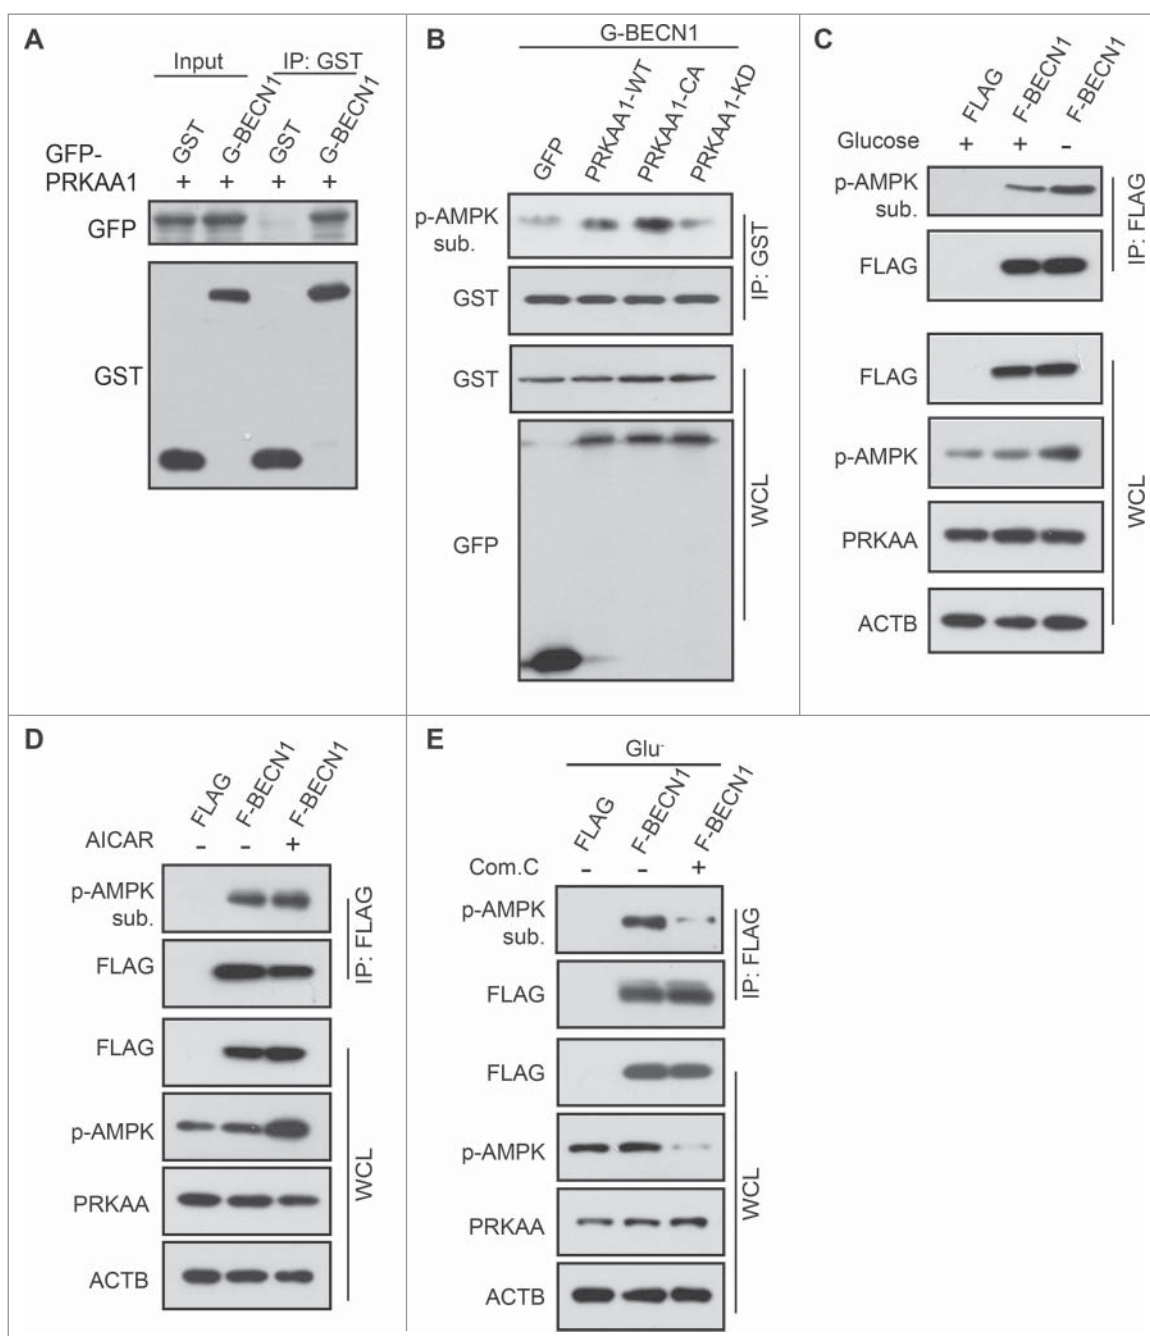 A
Input
IP: GST
GST
G-BECN1
GST
G-BECN1
GFP-
PRKAA1
+ + + +
GFP
GST
B
G-BECN1
GFP
PRKAA1-WT
PRKAA1-CA
PRKAA1-KD
p-AMPK
sub.
GST
IP: GST
GST
GFP
WCL
C
FLAG
F-BECN1
F-BECN1
Glucose + + -
p-AMPK
sub.
FLAG
IP: FLAG
FLAG
p-AMPK
PRKAA
ACTB
WCL
D
FLAG
F-BECN1
F-BECN1
AICAR - - +
p-AMPK
sub.
FLAG
IP: FLAG
FLAG
p-AMPK
PRKAA
ACTB
WCL
E
Glu-
FLAG
F-BECN1
F-BECN1
Com.C - - +
p-AMPK
sub.
FLAG
IP: FLAG
FLAG
p-AMPK
PRKAA
ACTB
WCL